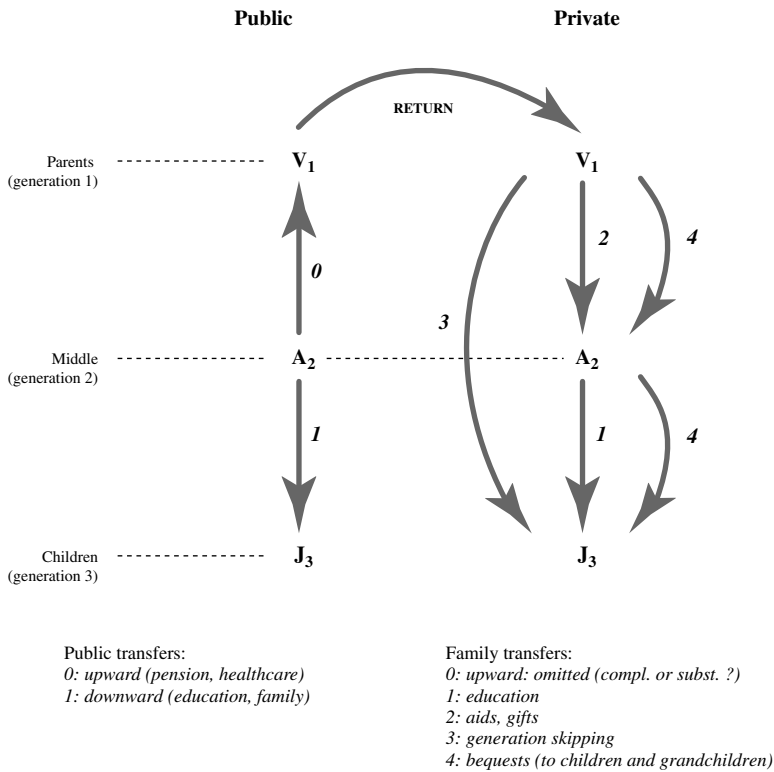 Public Private
RETURN
Parents V1 V1
(generation 1)
2 4
0
3
Middle A2 A2
(generation 2)
1 1 4
Children J3 J3
(generation 3)
Public transfers:
0: upward (pension, healthcare)
1: downward (education, family)
Family transfers:
0: upward: omitted (compl. or subst. ?)
1: education
2: aids, gifts
3: generation skipping
4: bequests (to children and grandchildren)